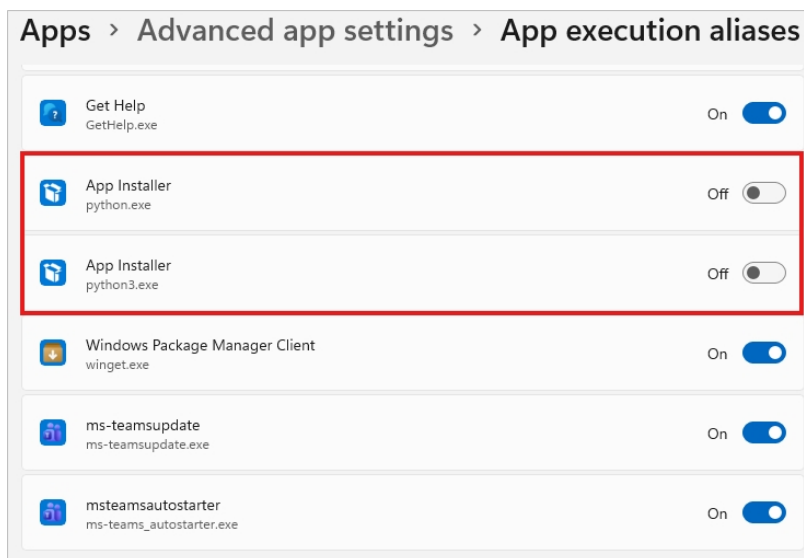 Apps > Advanced app settings > App execution aliases
Get Help
GetHelp.exe
On
App Installer
python.exe
Off
App Installer
python3.exe
Off
Windows Package Manager Client
winget.exe
On
ms-teamsupdate
ms-teamsupdate.exe
On
msteamsautostarter
ms-teams_autostarter.exe
On